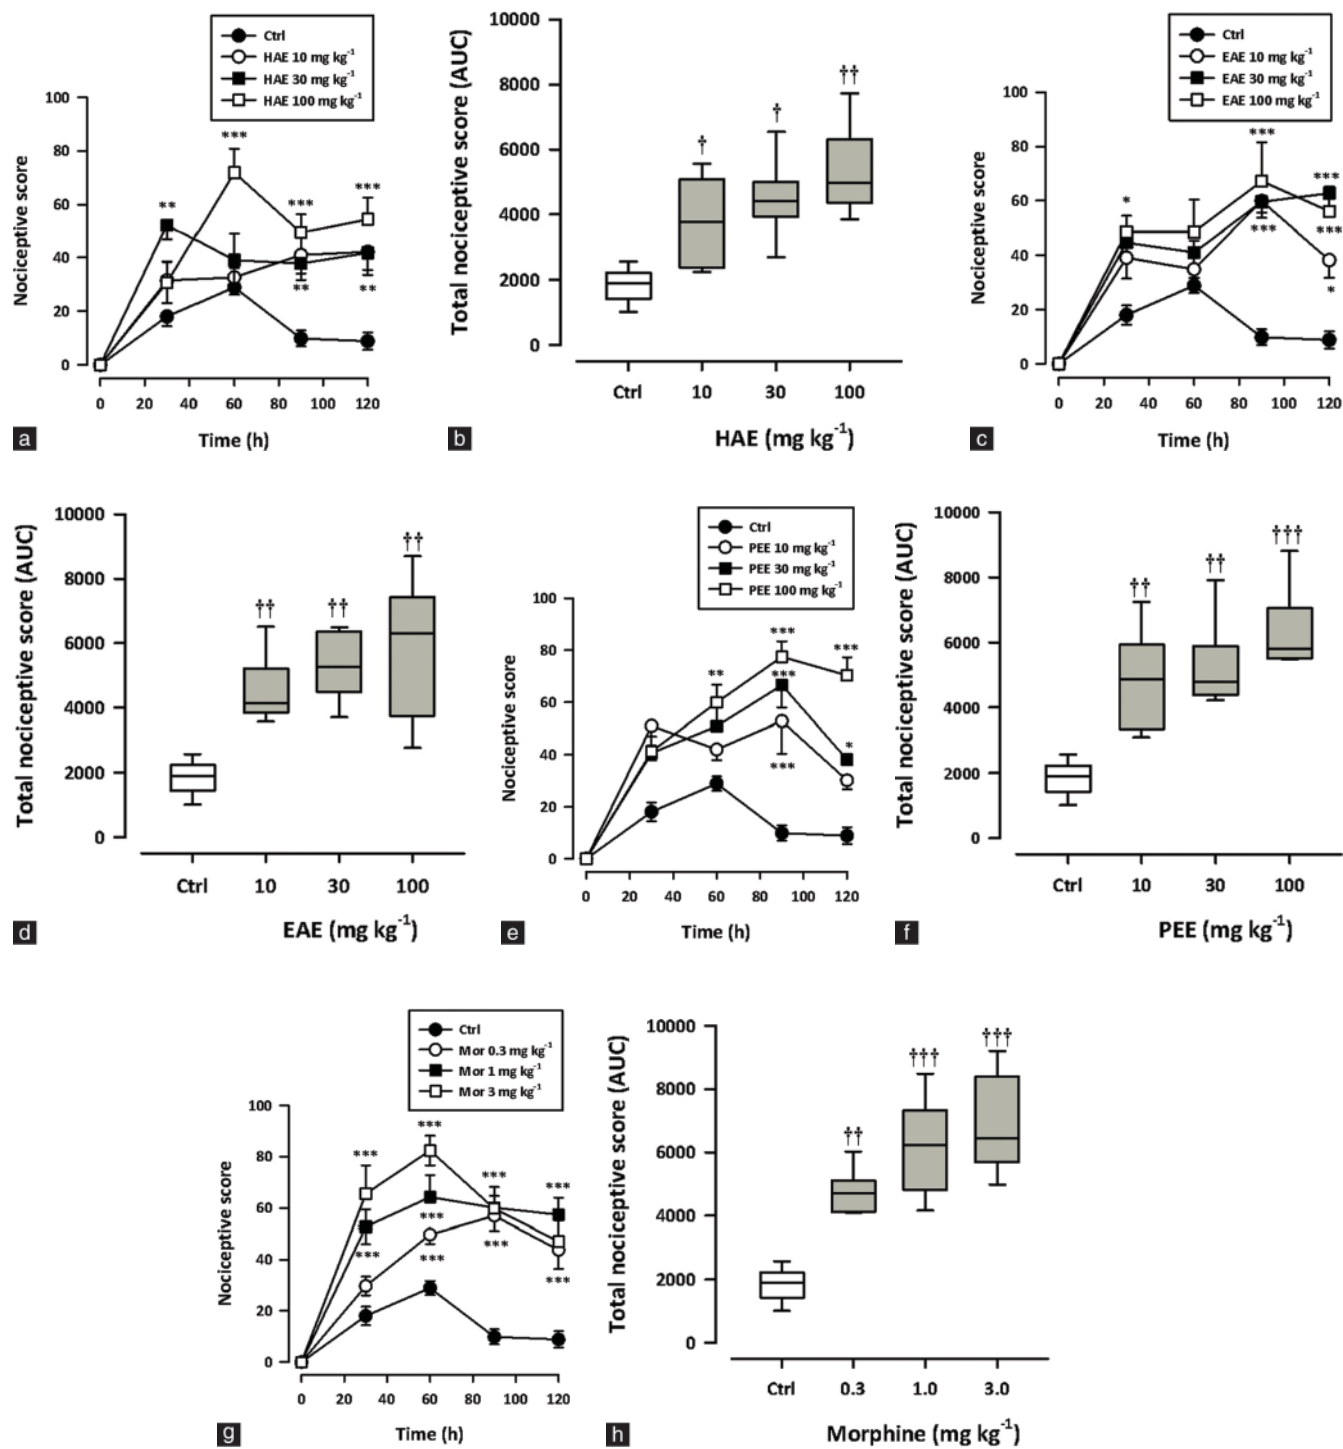 Ctrl
HAE 10 mg kg⁻¹
HAE 30 mg kg⁻¹
HAE 100 mg kg⁻¹
Nociceptive score
100
80
60
40
20
0
***
**
***
***
**
**
0 20 40 60 80 100 120
Time (h)
a
Total nociceptive score (AUC)
10000
8000
6000
4000
2000
0
†
†
††
Ctrl 10 30 100
HAE (mg kg⁻¹)
b
Ctrl
EAE 10 mg kg⁻¹
EAE 30 mg kg⁻¹
EAE 100 mg kg⁻¹
Nociceptive score
100
80
60
40
20
0
***
***
*
***
***
*
0 20 40 60 80 100 120
Time (h)
c
Total nociceptive score (AUC)
10000
8000
6000
4000
2000
0
††
††
††
Ctrl 10 30 100
EAE (mg kg⁻¹)
d
Ctrl
PEE 10 mg kg⁻¹
PEE 30 mg kg⁻¹
PEE 100 mg kg⁻¹
Nociceptive score
100
80
60
40
20
0
***
***
**
***
*
***
0 20 40 60 80 100 120
Time (h)
e
Total nociceptive score (AUC)
10000
8000
6000
4000
2000
0
††
††
†††
Ctrl 10 30 100
PEE (mg kg⁻¹)
f
Ctrl
Mor 0.3 mg kg⁻¹
Mor 1 mg kg⁻¹
Mor 3 mg kg⁻¹
Nociceptive score
100
80
60
40
20
0
***
***
***
***
***
***
***
***
***
0 20 40 60 80 100 120
Time (h)
g
Total nociceptive score (AUC)
10000
8000
6000
4000
2000
0
††
†††
†††
Ctrl 0.3 1.0 3.0
Morphine (mg kg⁻¹)
h